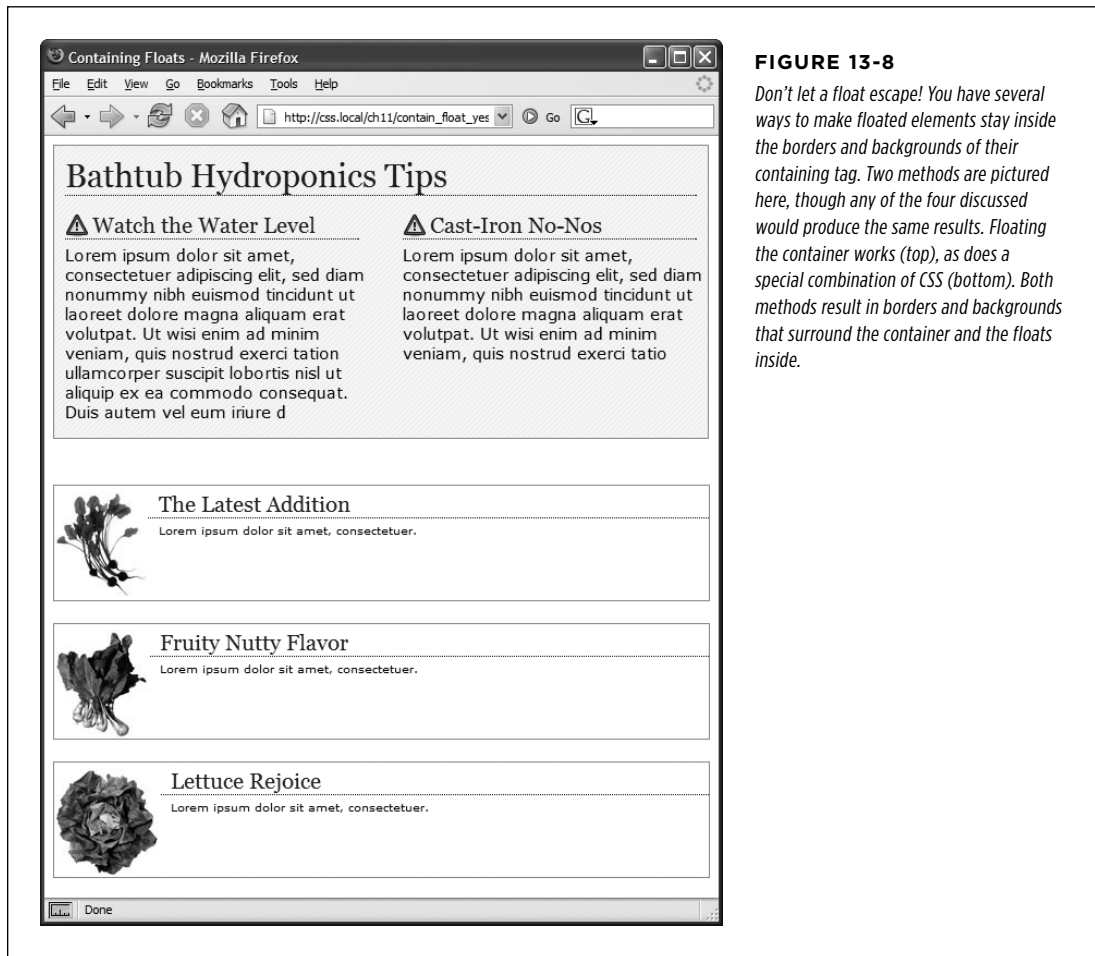 Containing Floats - Mozilla Firefox
File Edit View Go Bookmarks Tools Help
http://css.local/ch11/contain_float_yes
Go
G
Bathtub Hydroponics Tips
Watch the Water Level
Lorem ipsum dolor sit amet,
consectetuer adipiscing elit, sed diam
nonummy nibh euismod tincidunt ut
laoreet dolore magna aliquam erat
volutpat. Ut wisi enim ad minim
veniam, quis nostrud exerci tation
ullamcorper suscipit lobortis nisl ut
aliquip ex ea commodo consequat.
Duis autem vel eum iriure d
Cast-Iron No-Nos
Lorem ipsum dolor sit amet,
consectetuer adipiscing elit, sed diam
nonummy nibh euismod tincidunt ut
laoreet dolore magna aliquam erat
volutpat. Ut wisi enim ad minim
veniam, quis nostrud exerci tatio
The Latest Addition
Lorem ipsum dolor sit amet, consectetuer.
Fruity Nutty Flavor
Lorem ipsum dolor sit amet, consectetuer.
Lettuce Rejoice
Lorem ipsum dolor sit amet, consectetuer.
Done
FIGURE 13-8
Don't let a float escape! You have several
ways to make floated elements stay inside
the borders and backgrounds of their
containing tag. Two methods are pictured
here, though any of the four discussed
would produce the same results. Floating
the container works (top), as does a
special combination of CSS (bottom). Both
methods result in borders and backgrounds
that surround the container and the floats
inside.